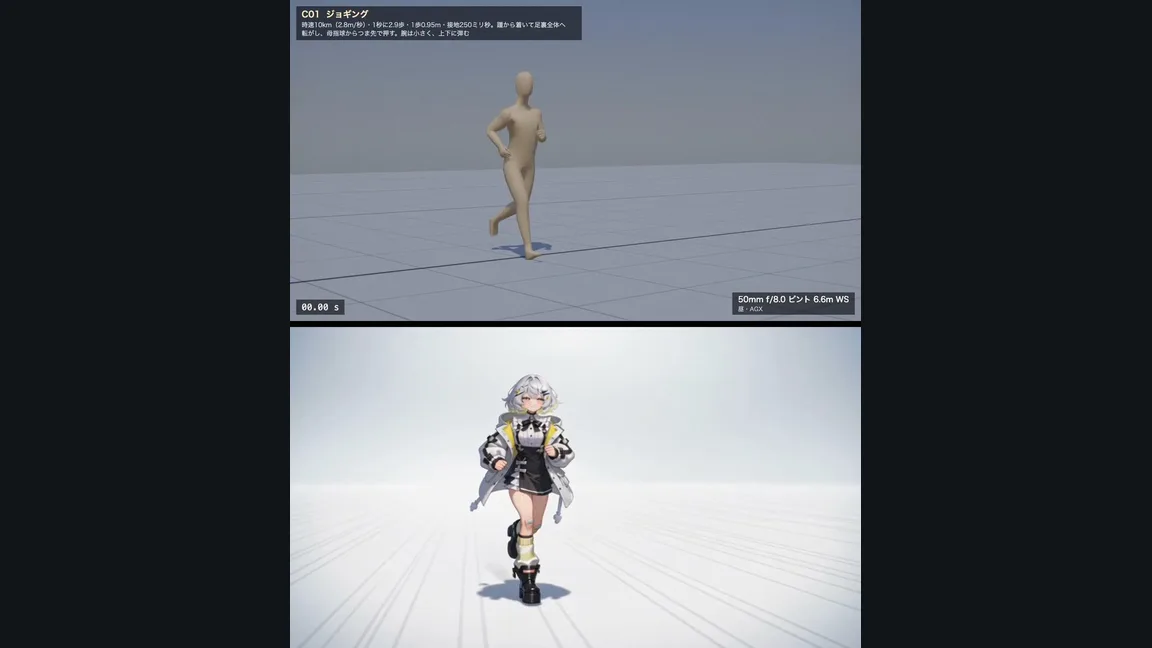 C01 ジョギング
時速10km（2.8m/秒）・1秒に2.9歩・1歩0.95m・接地250ミリ秒。踵から着いて足裏全体へ
転がし、母指球からつま先で押す。腕は小さく、上下に弾む
00.00 s
50mm f/8.0 ピント 6.6m WS
昼・AGX